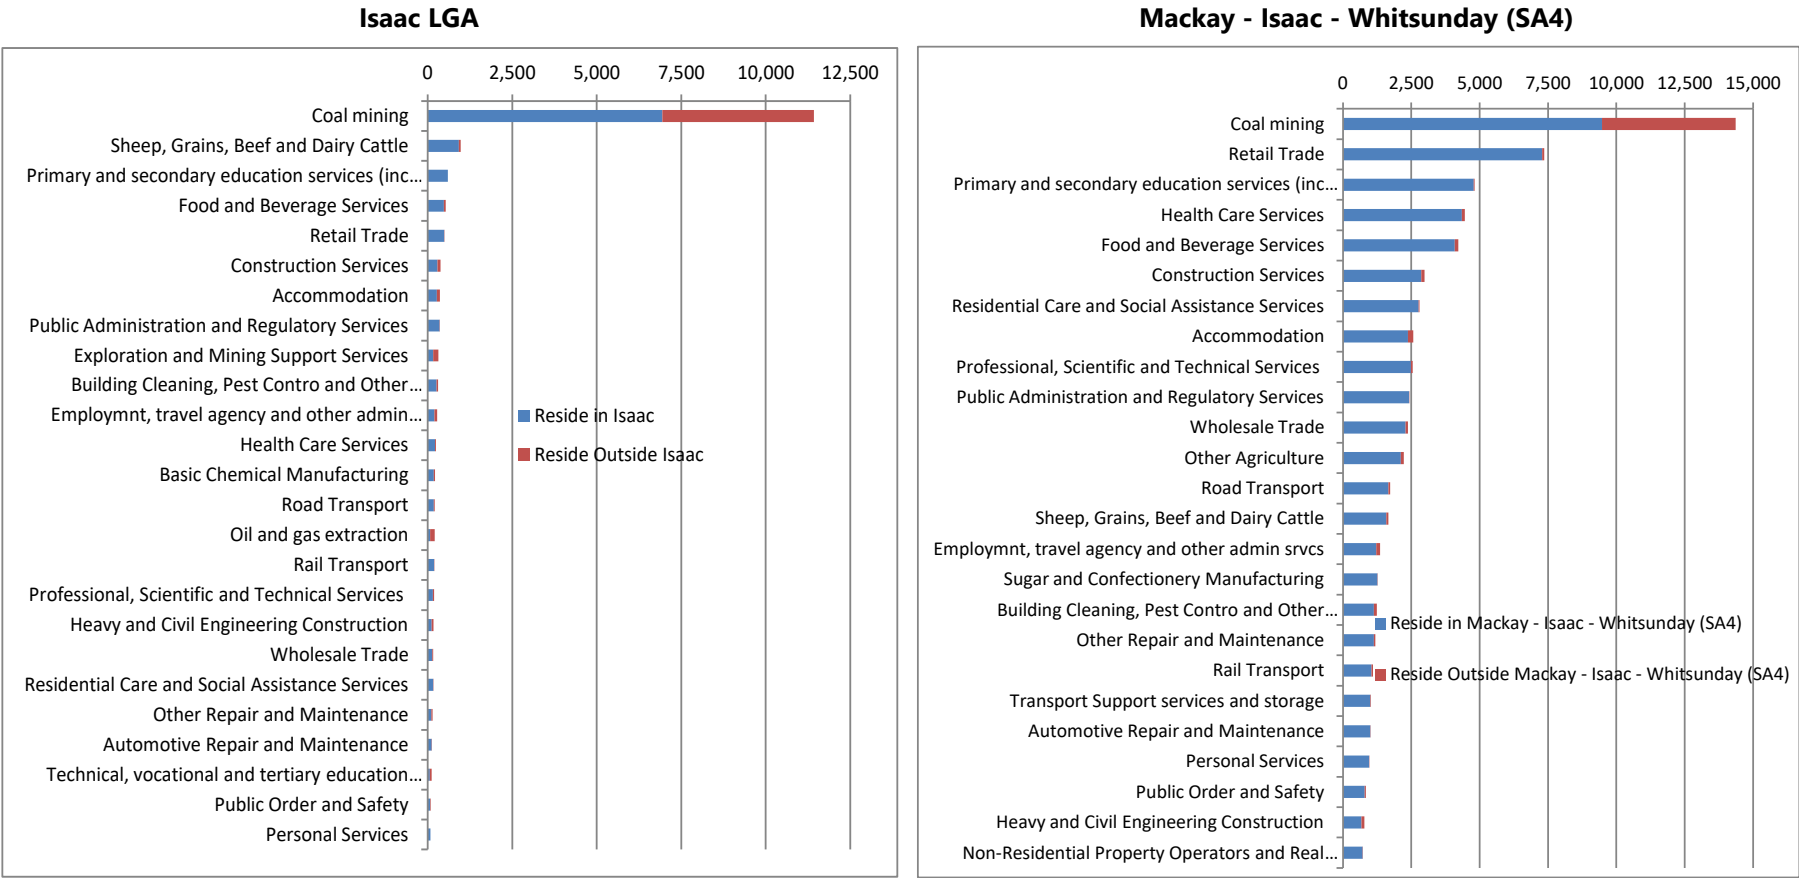 Isaac LGA
0 2,500 5,000 7,500 10,000 12,500
Coal mining
Sheep, Grains, Beef and Dairy Cattle
Primary and secondary education services (inc...
Food and Beverage Services
Retail Trade
Construction Services
Accommodation
Public Administration and Regulatory Services
Exploration and Mining Support Services
Building Cleaning, Pest Contro and Other...
Employmnt, travel agency and other admin...
Health Care Services
Basic Chemical Manufacturing
Road Transport
Oil and gas extraction
Rail Transport
Professional, Scientific and Technical Services
Heavy and Civil Engineering Construction
Wholesale Trade
Residential Care and Social Assistance Services
Other Repair and Maintenance
Automotive Repair and Maintenance
Technical, vocational and tertiary education...
Public Order and Safety
Personal Services
Reside in Isaac
Reside Outside Isaac
Mackay - Isaac - Whitsunday (SA4)
0 2,500 5,000 7,500 10,000 12,500 15,000
Coal mining
Retail Trade
Primary and secondary education services (inc...
Health Care Services
Food and Beverage Services
Construction Services
Residential Care and Social Assistance Services
Accommodation
Professional, Scientific and Technical Services
Public Administration and Regulatory Services
Wholesale Trade
Other Agriculture
Road Transport
Sheep, Grains, Beef and Dairy Cattle
Employmnt, travel agency and other admin srvcs
Sugar and Confectionery Manufacturing
Building Cleaning, Pest Contro and Other...
Other Repair and Maintenance
Rail Transport
Transport Support services and storage
Automotive Repair and Maintenance
Personal Services
Public Order and Safety
Heavy and Civil Engineering Construction
Non-Residential Property Operators and Real...
Reside in Mackay - Isaac - Whitsunday (SA4)
Reside Outside Mackay - Isaac - Whitsunday (SA4)